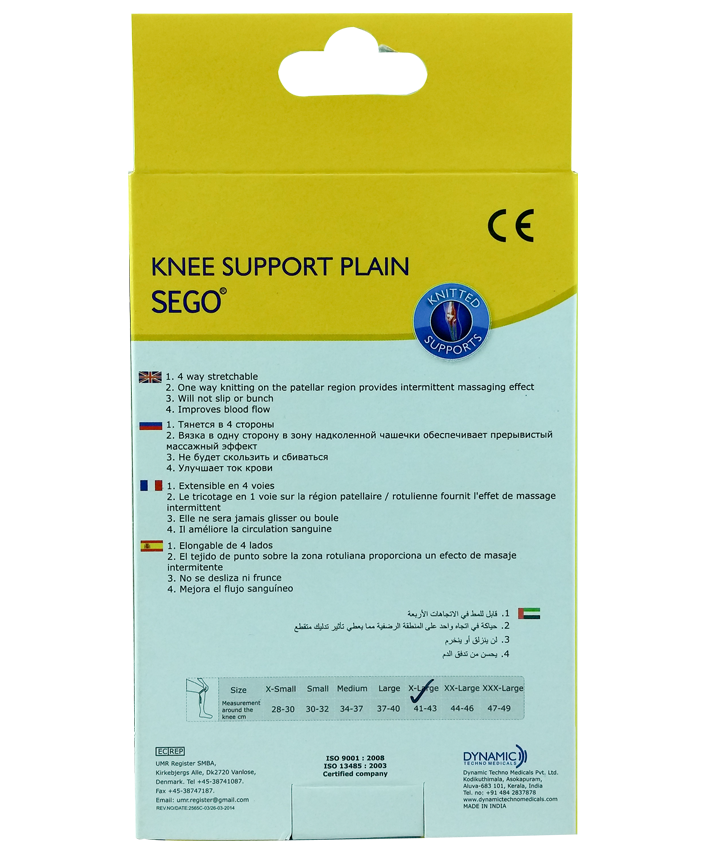 CE
KNEE SUPPORT PLAIN
SEGO®
KNITTED
SUPPORTS
1. 4 way stretchable
2. One way knitting on the patellar region provides intermittent massaging effect
3. Will not slip or bunch
4. Improves blood flow
1. Тянется в 4 стороны
2. Вязка в одну сторону в зону надколенной чашечки обеспечивает прерывистый
массажный эффект
3. Не будет скользить и сбиваться
4. Улучшает ток крови
1. Extensible en 4 voies
2. Le tricotage en 1 voie sur la région patellaire / rotulienne fournit l'effet de massage
intermittent
3. Elle ne sera jamais glisser ou boule
4. Il améliore la circulation sanguine
1. Elongable de 4 lados
2. El tejido de punto sobre la zona rotuliana proporciona un efecto de masaje
intermitente
3. No se desliza ni frunce
4. Mejora el flujo sanguíneo
1. قابل للمط في الاتجاهات الأربعة
2. حياكة في اتجاه واحد على المنطقة الرضفية مما يعطي تأثير تدليك متقطع
3. لن ينزلق أو يتخرم
4. يحسن من تدفق الدم
Size X-Small Small Medium Large X-Large XX-Large XXX-Large
Measurement
around the
knee cm
28-30 30-32 34-37 37-40 41-43 44-46 47-49
EC REP
UMR Register SMBA,
Kirkebjergs Alle, Dk2720 Vanlose,
Denmark. Tel +45-38741087.
Fax +45-38747187.
Email: umr.register@gmail.com
REV.NO/DATE:2565C-03/26-03-2014
ISO 9001 : 2008
ISO 13485 : 2003
Certified company
DYNAMIC
TECHNO MEDICALS
Dynamic Techno Medicals Pvt, Ltd.
Kodikuthimala, Asokapuram,
Aluva-683 101, Kerala, India
Tel. no: +91 484 2837878
www.dynamictechnomedicals.com
MADE IN INDIA